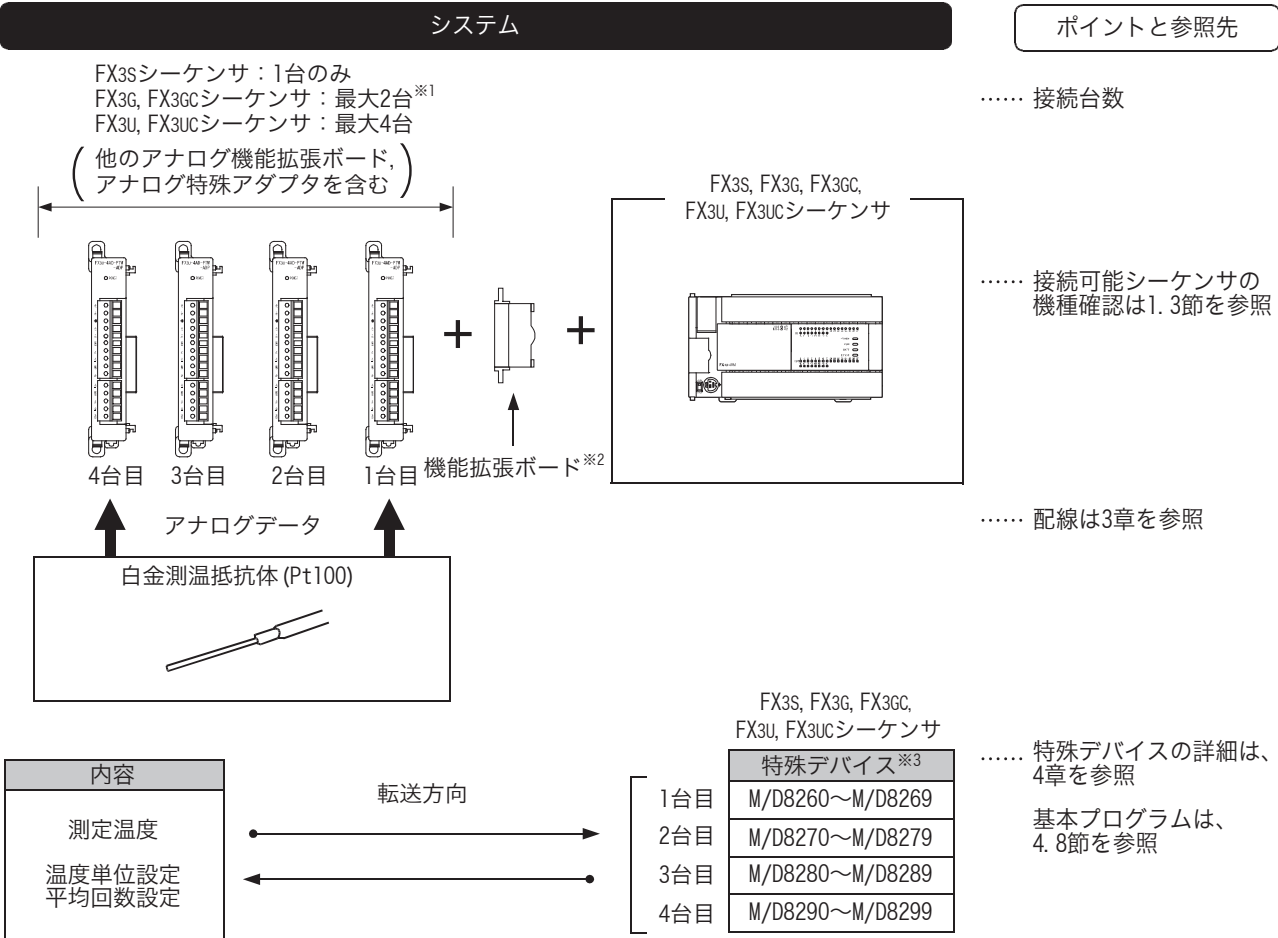 システム
ポイントと参照先
FX3Sシーケンサ：1台のみ
FX3G, FX3GCシーケンサ：最大2台※1
FX3U, FX3UCシーケンサ：最大4台
他のアナログ機能拡張ボード,
アナログ特殊アダプタを含む
…… 接続台数
FX3S, FX3G, FX3GC,
FX3U, FX3UCシーケンサ
…… 接続可能シーケンサの
機種確認は1.3節を参照
＋
＋
4台目
3台目
2台目
1台目
機能拡張ボード※2
アナログデータ
…… 配線は3章を参照
白金測温抵抗体(Pt100)
FX3S, FX3G, FX3GC,
FX3U, FX3UCシーケンサ
内容
測定温度
温度単位設定
平均回数設定
転送方向
特殊デバイス※3
1台目 M/D8260～M/D8269
2台目 M/D8270～M/D8279
3台目 M/D8280～M/D8289
4台目 M/D8290～M/D8299
…… 特殊デバイスの詳細は、
4章を参照
基本プログラムは、
4.8節を参照